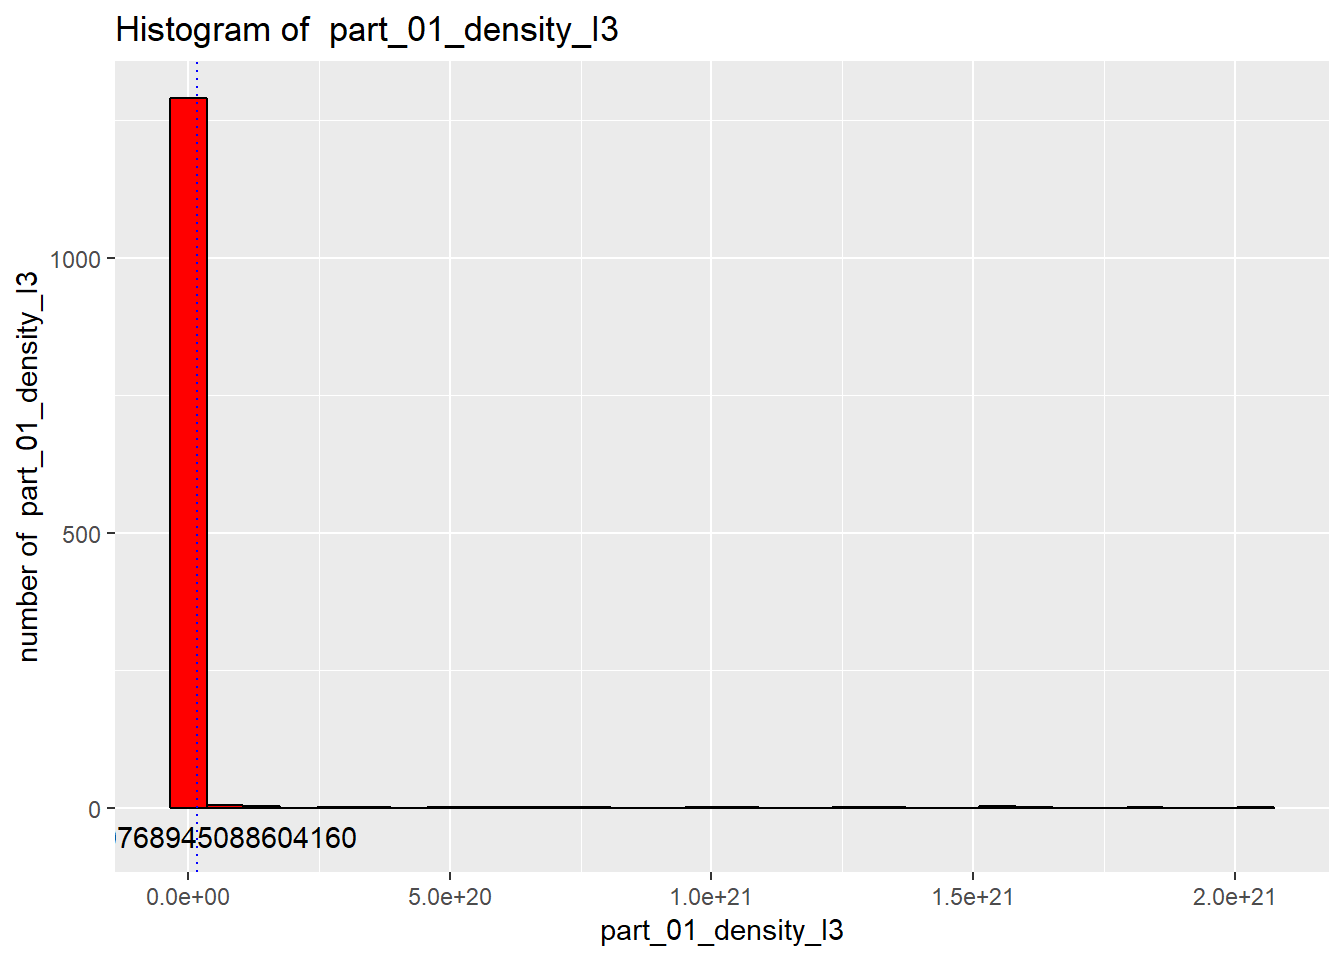 Histogram of  part_01_density_l3
number of  part_01_density_l3
1000
500
0
768945088604160
0.0e+00
5.0e+20
1.0e+21
1.5e+21
2.0e+21
part_01_density_l3